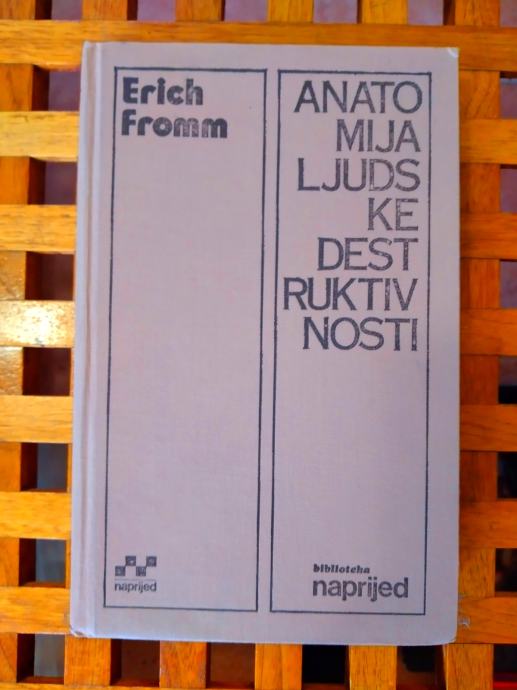 Erich
Fromm
ANATO
MIJA
LJUDS
KE
DEST
RUKTIV
NOSTI
naprijed
biblioteka
naprijed